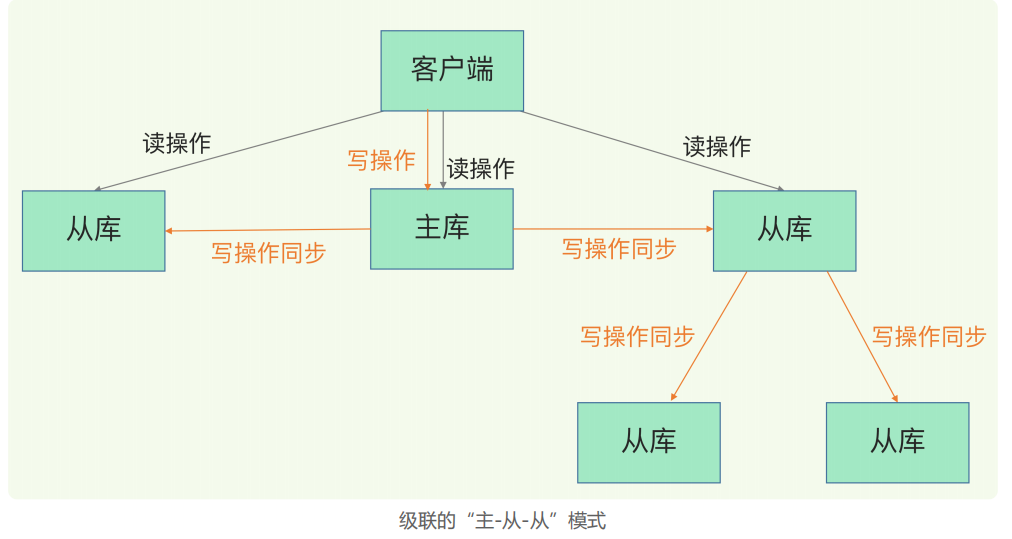 客户端
读操作
写操作
读操作
读操作
从库
主库
从库
写操作同步
写操作同步
写操作同步
写操作同步
从库
从库
级联的“主-从-从”模式